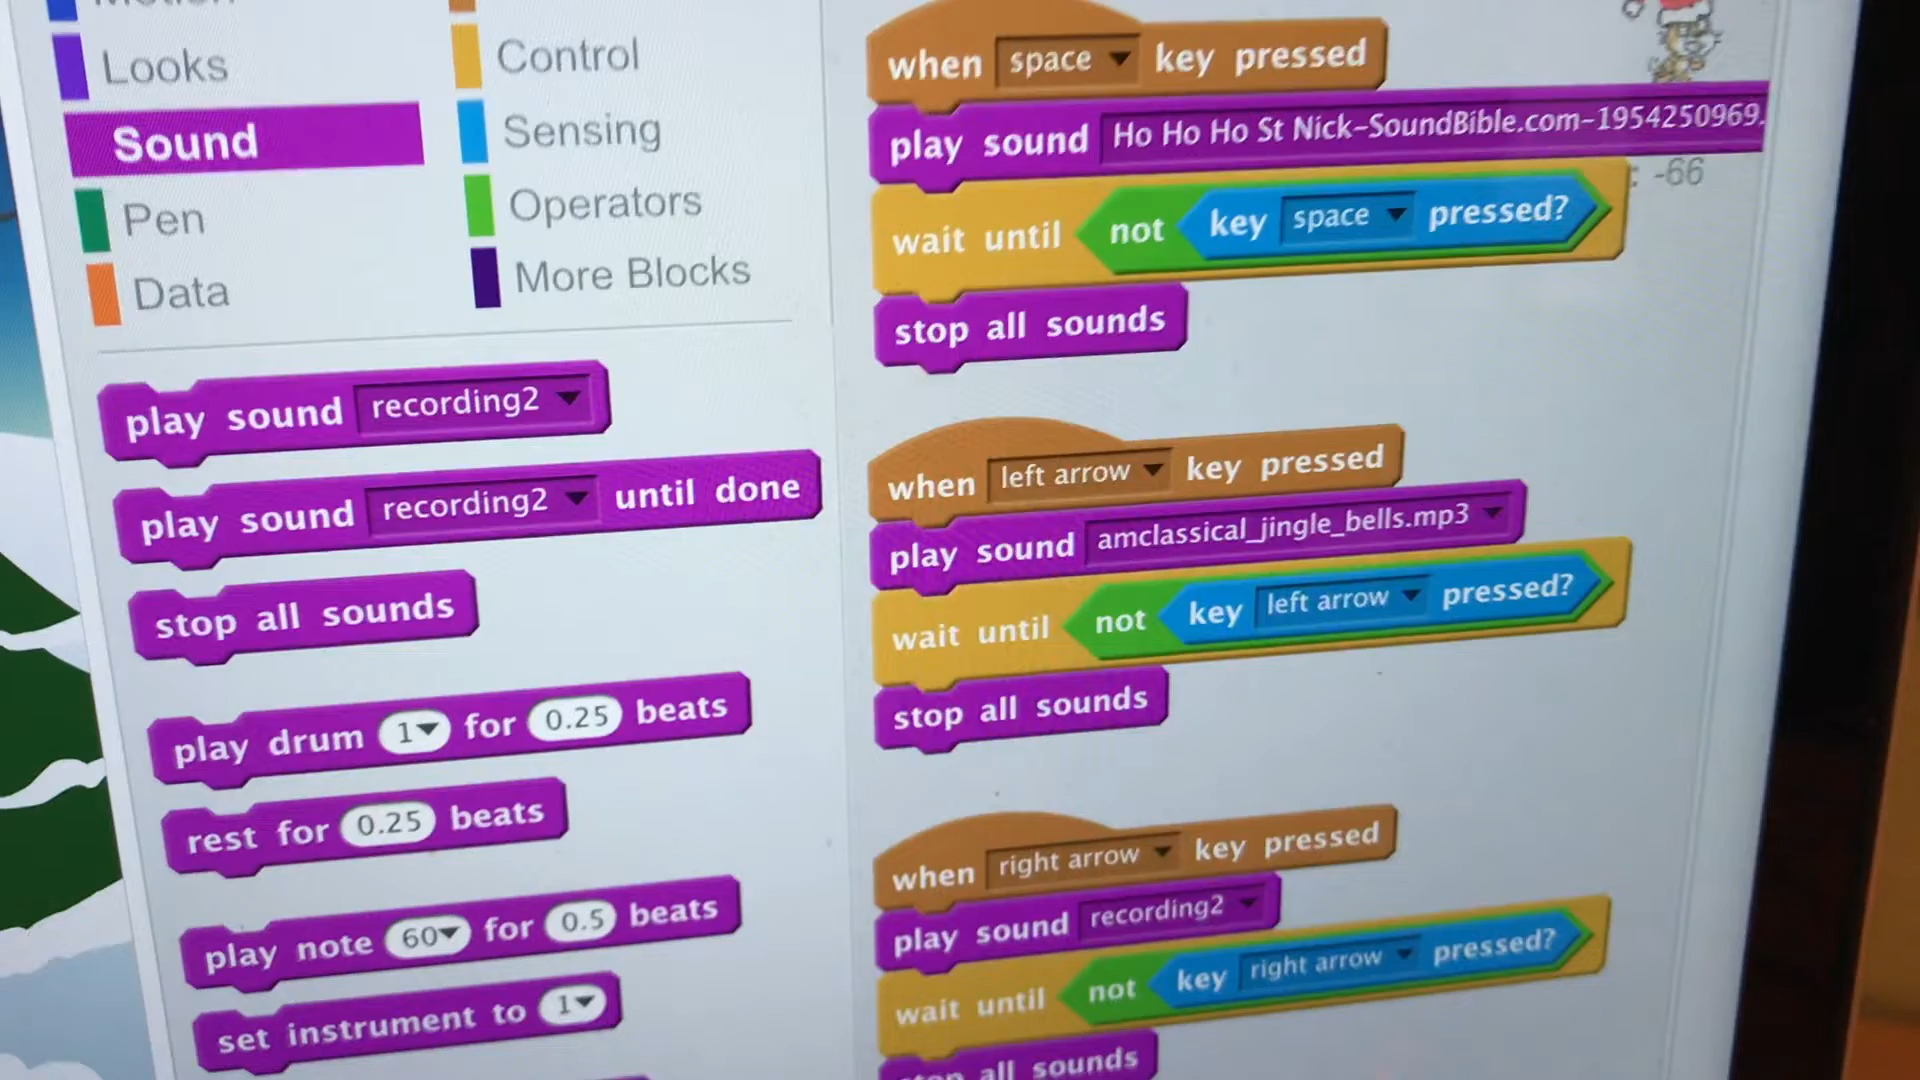 Motion
Looks
Sound
Pen
Data
Control
Sensing
Operators
More Blocks
play sound recording2
play sound recording2 until done
stop all sounds
play drum 1 for 0.25 beats
rest for 0.25 beats
play note 60 for 0.5 beats
set instrument to 1
when space key pressed
play sound Ho Ho Ho St Nick-SoundBible.com-1954250969.
wait until not key space pressed?
stop all sounds
: -66
when left arrow key pressed
play sound amclassical_jingle_bells.mp3
wait until not key left arrow pressed?
stop all sounds
when right arrow key pressed
play sound recording2
wait until not key right arrow pressed?
stop all sounds